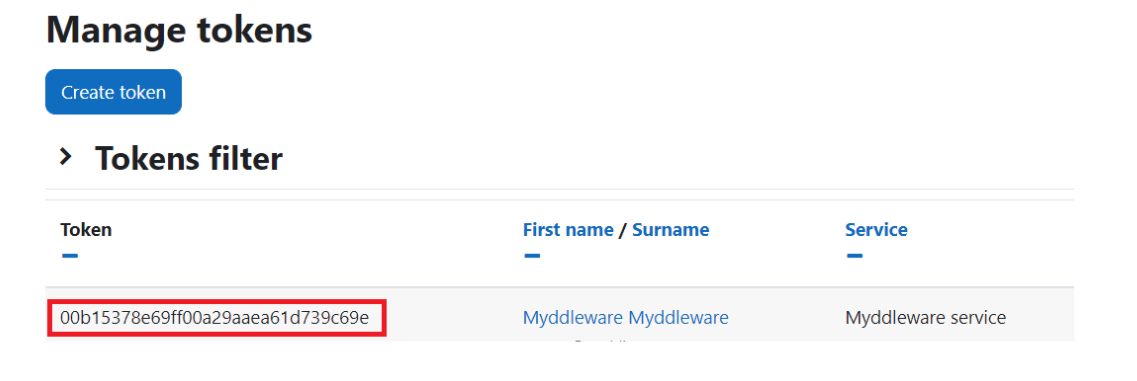 Manage tokens
Create token
Tokens filter
Token First name / Surname Service
00b15378e69ff00a29aaea61d739c69e Myddleware Myddleware Myddleware service